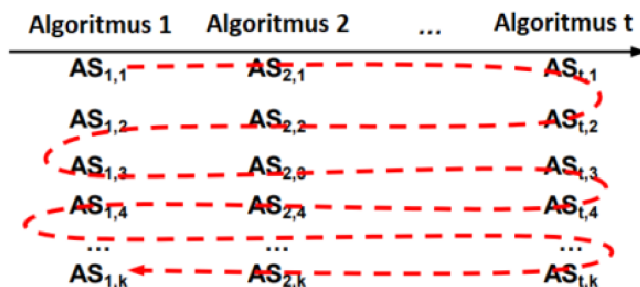 Algoritmus 1 Algoritmus 2 ... Algoritmus t
AS1,1 AS2,1 ASt,1
AS1,2 AS2,2 ASt,2
AS1,3 AS2,3 ASt,3
AS1,4 AS2,4 ASt,4
... ... ...
AS1,k AS2,k ASt,k